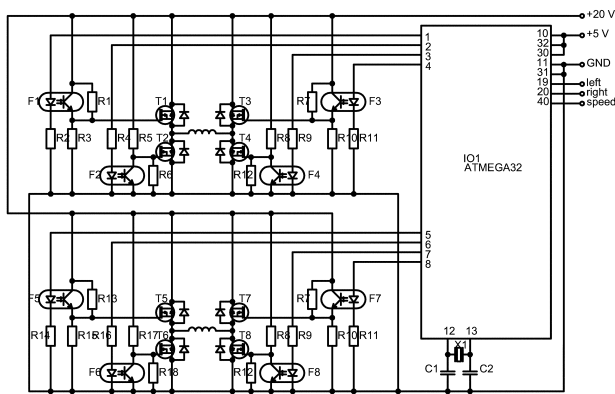 +20 V
1 10 +5 V
2 32
3 30
4 11 GND
31
19 left
20 right
40 speed
F1 R1 T1 T3 R7 F3
R2 R3 R4 R5 T2 T4 R8 R9 R10 R11
F2 R6 R12 F4
IO1
ATMEGA32
5
6
7
8
F5 R13 T5 T7 R7 F7
R14 R15 R16 R17 T6 T8 R8 R9 R10 R11
F6 R18 R12 F8
12 13
X1
C1 C2